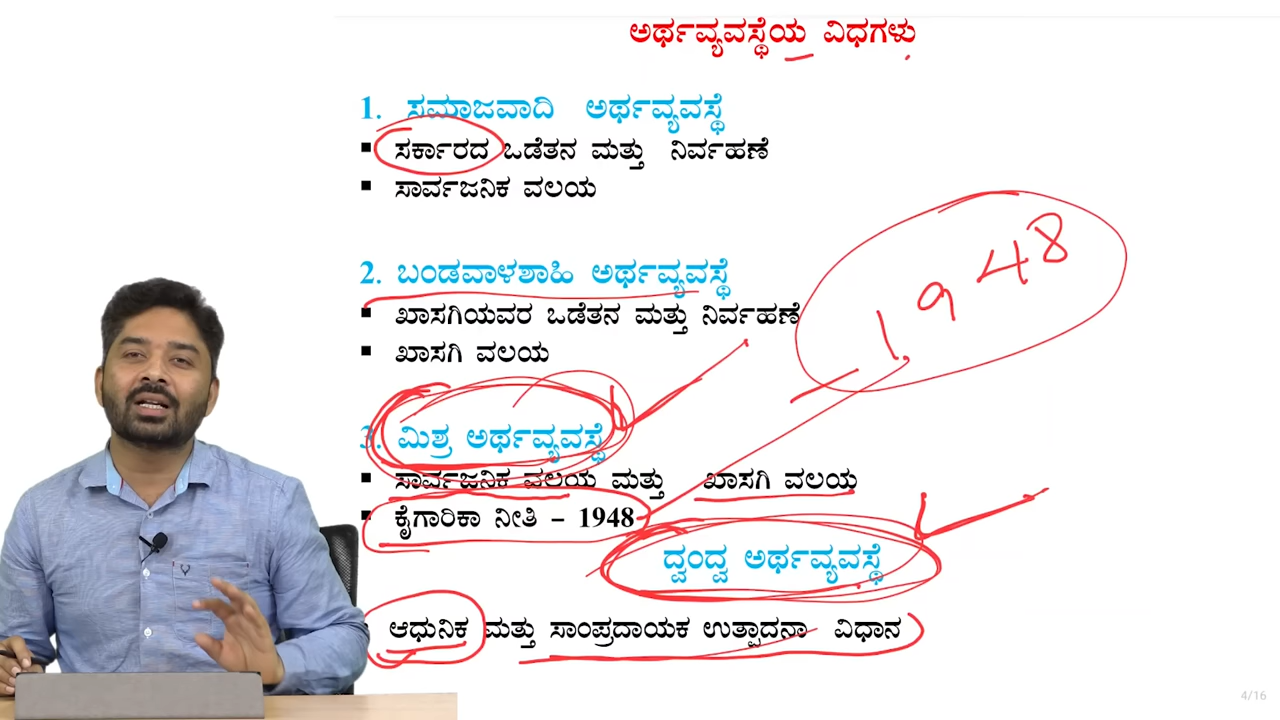 ಅರ್ಥವ್ಯವಸ್ಥೆಯ ವಿಧಗಳು
1. ಸಮಾಜವಾದಿ ಅರ್ಥವ್ಯವಸ್ಥೆ
▪ ಸರ್ಕಾರದ ಒಡೆತನ ಮತ್ತು ನಿರ್ವಹಣೆ
▪ ಸಾರ್ವಜನಿಕ ವಲಯ
1948
2. ಬಂಡವಾಳಶಾಹಿ ಅರ್ಥವ್ಯವಸ್ಥೆ
▪ ಖಾಸಗಿಯವರ ಒಡೆತನ ಮತ್ತು ನಿರ್ವಹಣೆ
▪ ಖಾಸಗಿ ವಲಯ
3. ಮಿಶ್ರ ಅರ್ಥವ್ಯವಸ್ಥೆ
▪ ಸಾರ್ವಜನಿಕ ವಲಯ ಮತ್ತು ಖಾಸಗಿ ವಲಯ
▪ ಕೈಗಾರಿಕಾ ನೀತಿ – 1948
ದ್ವಂದ್ವ ಅರ್ಥವ್ಯವಸ್ಥೆ
ಆಧುನಿಕ ಮತ್ತು ಸಾಂಪ್ರದಾಯಕ ಉತ್ಪಾದನಾ ವಿಧಾನ
4/16